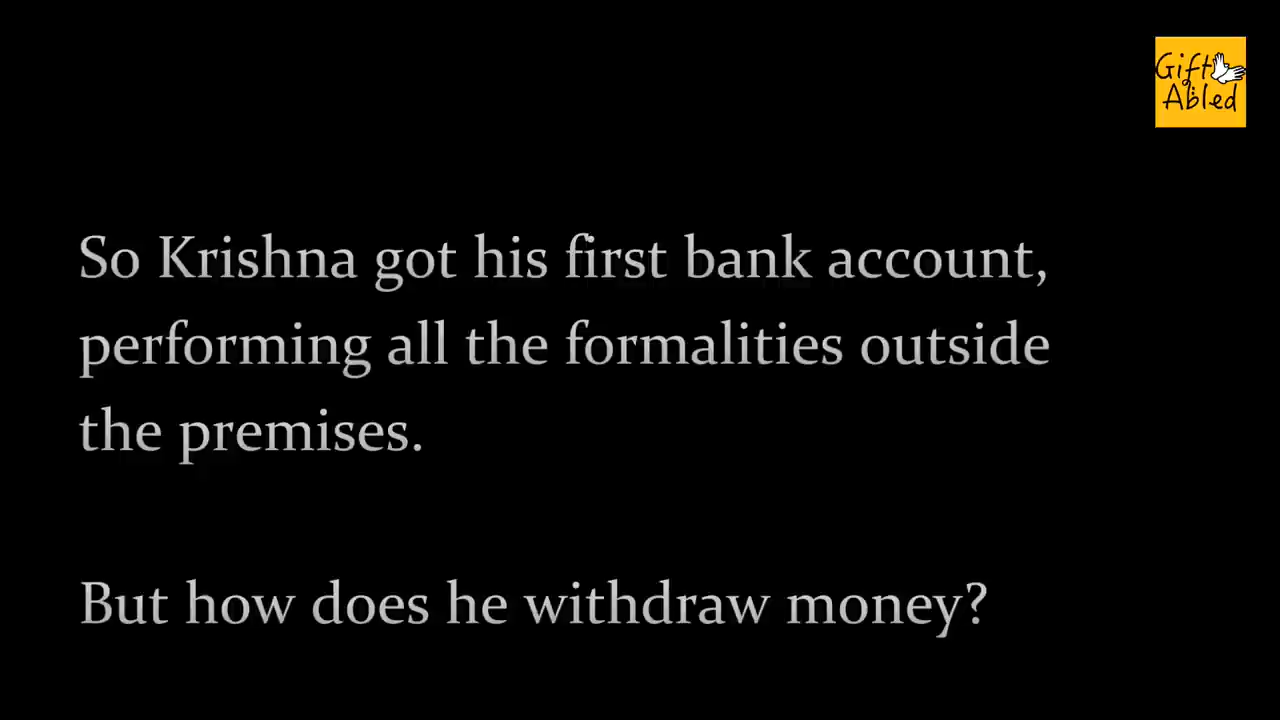 Gift
Abled
So Krishna got his first bank account,
performing all the formalities outside
the premises.
But how does he withdraw money?